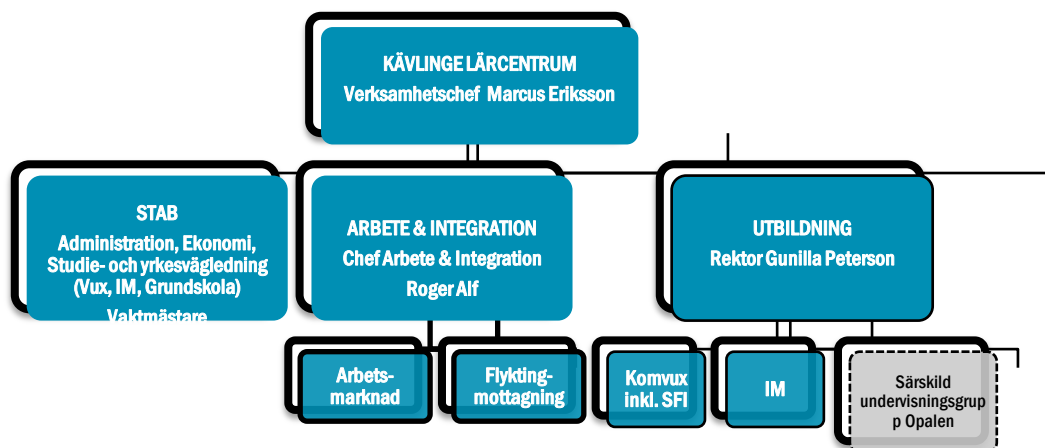 KÄVLINGE LÄRCENTRUM
Verksamhetschef Marcus Eriksson
STAB
Administration, Ekonomi,
Studie- och yrkesvägledning
(Vux, IM, Grundskola)
Vaktmästare
ARBETE & INTEGRATION
Chef Arbete & Integration
Roger Alf
UTBILDNING
Rektor Gunilla Peterson
Arbets-
marknad
Flykting-
mottagning
Komvux
inkl. SFI
IM
Särskild
undervisningsgrup
p Opalen